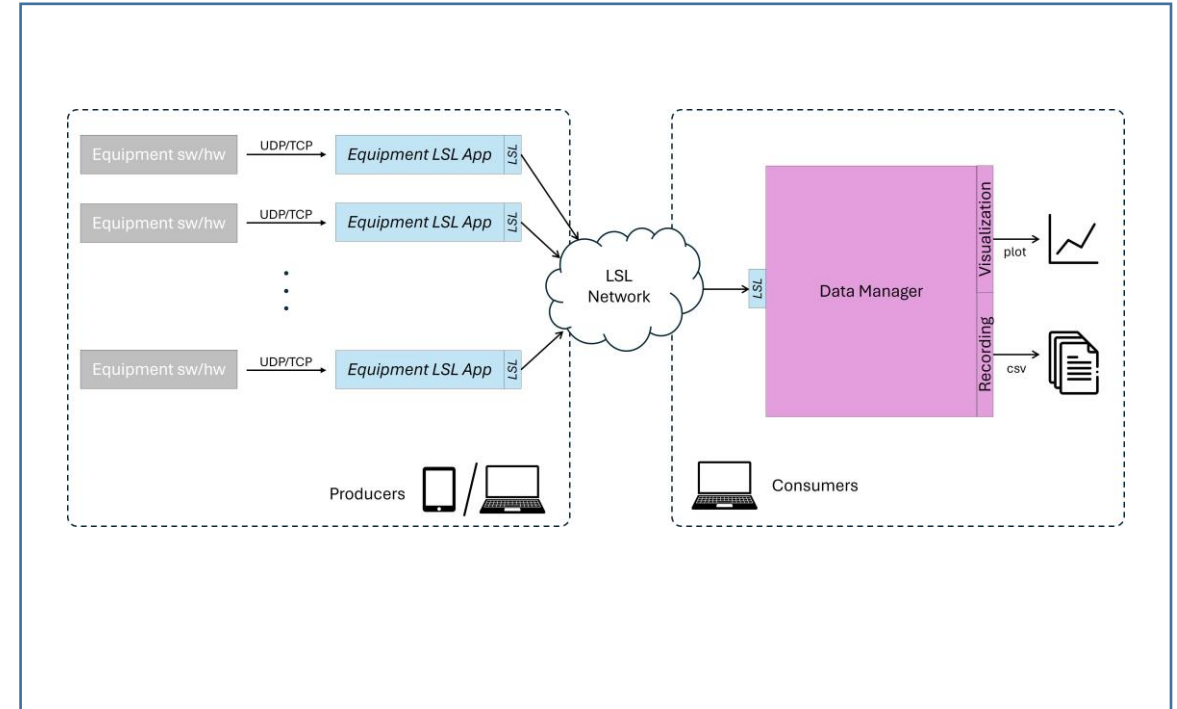 Equipment sw/hw
UDP/TCP
Equipment LSL App
LSL
Equipment sw/hw
UDP/TCP
Equipment LSL App
LSL
Equipment sw/hw
UDP/TCP
Equipment LSL App
LSL
Producers
LSL
Network
LSL
Data Manager
Visualization
plot
Recording
csv
Consumers